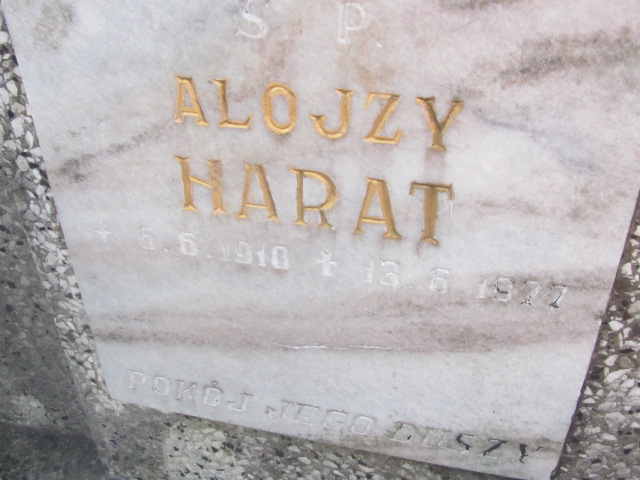 S P
ALOJZY
HARAT
* 6.6.1910 + 13.6 1977
POKÓJ JEGO DUSZY